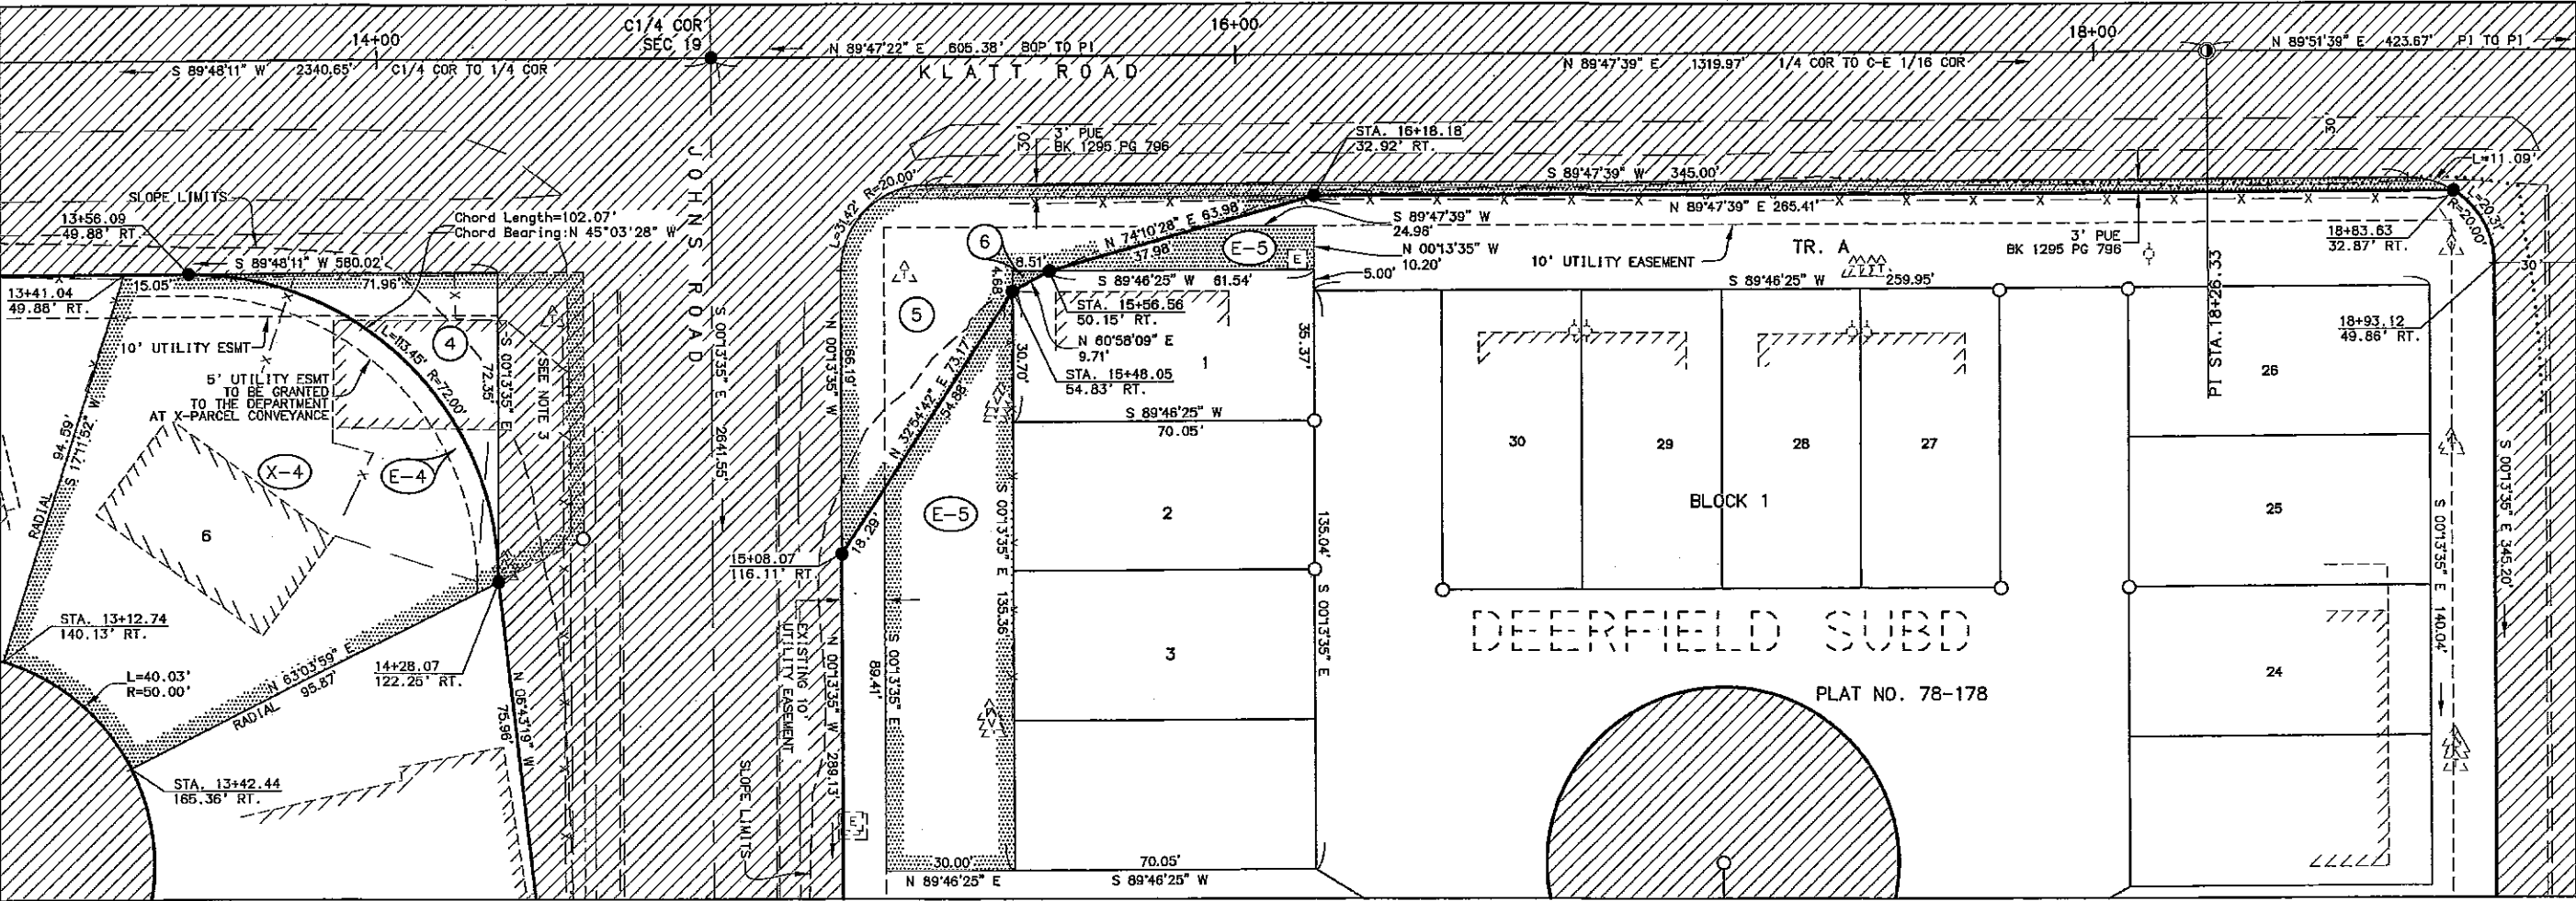 14+00
C1/4 COR
SEC 19
N 89°47'22" E 605.38' BOP TO PI
16+00
18+00
N 89°51'39" E 423.67' PI TO PI
S 89°48'11" W 2340.65' C1/4 COR TO 1/4 COR
KLATT ROAD
N 89°47'39" E 1319.97' 1/4 COR TO C-E 1/16 COR
JOHNS ROAD
30'
3' PUE
BK 1295 PG 796
STA. 16+18.18
32.92' RT.
30'
L=11.09'
S 89°47'39" W 345.00'
SLOPE LIMITS
13+56.09
49.88' RT.
Chord Length=102.07'
Chord Bearing:N 45°03'28" W
R=20.00'
L=31.42'
N 74°10'28" E 63.98'
37.98'
S 89°47'39" W
24.98'
N 89°47'39" E 265.41'
L=20.31'
R=20.00'
18+83.63
32.87' RT.
S 89°48'11" W 580.02'
71.96'
15.05'
13+41.04
49.88' RT.
6
E-5
E
N 00°13'35" W
10.20'
TR. A
3' PUE
BK 1295 PG 796
10' UTILITY EASEMENT
PI STA.18+26.33
30'
8.51'
4.68'
S 89°46'25" W 61.54'
5.00'
S 89°46'25" W 259.95'
STA. 15+56.56
50.15' RT.
N 60°58'09" E
9.71'
STA. 15+48.05
54.83' RT.
18+93.12
49.86' RT.
10' UTILITY ESMT
L=113.45'
R=72.00'
4
S 00°13'35" E
72.35'
SEE NOTE 3
5' UTILITY ESMT
TO BE GRANTED
TO THE DEPARTMENT
AT X-PARCEL CONVEYANCE
S 00°13'35" E 2641.55'
5
N 00°13'35" W
66.19'
N 32°54'42" E 73.17'
54.88'
18.29'
30.70'
35.37'
1
S 89°46'25" W
70.05'
26
94.59'
S 17°11'52" W
RADIAL
X-4
E-4
6
E-5
S 00°13'35" E 135.36'
2
135.04'
S 00°13'35" E
30
29
28
27
BLOCK 1
25
S 00°13'35" E 345.20'
S 00°13'35" E 140.04'
15+08.07
116.11' RT.
STA. 13+12.74
140.13' RT.
L=40.03'
R=50.00'
N 63°03'59" E
95.87'
RADIAL
14+28.07
122.25' RT.
N 06°43'19" W
75.96'
EXISTING 10'
UTILITY EASEMENT
N 00°13'35" W 289.13'
S 00°13'35" E
89.41'
3
DEERFIELD SUBD
24
PLAT NO. 78-178
STA. 13+42.44
165.36' RT.
SLOPE LIMITS
E
30.00'
70.05'
N 89°46'25" E
S 89°46'25" W